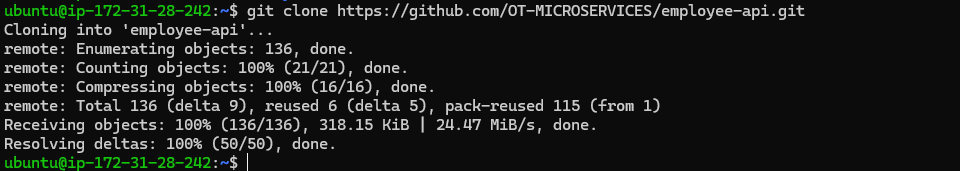 ubuntu@ip-172-31-28-242:~$ git clone https://github.com/OT-MICROSERVICES/employee-api.git
Cloning into 'employee-api'...
remote: Enumerating objects: 136, done.
remote: Counting objects: 100% (21/21), done.
remote: Compressing objects: 100% (16/16), done.
remote: Total 136 (delta 9), reused 6 (delta 5), pack-reused 115 (from 1)
Receiving objects: 100% (136/136), 318.15 KiB | 24.47 MiB/s, done.
Resolving deltas: 100% (50/50), done.
ubuntu@ip-172-31-28-242:~$